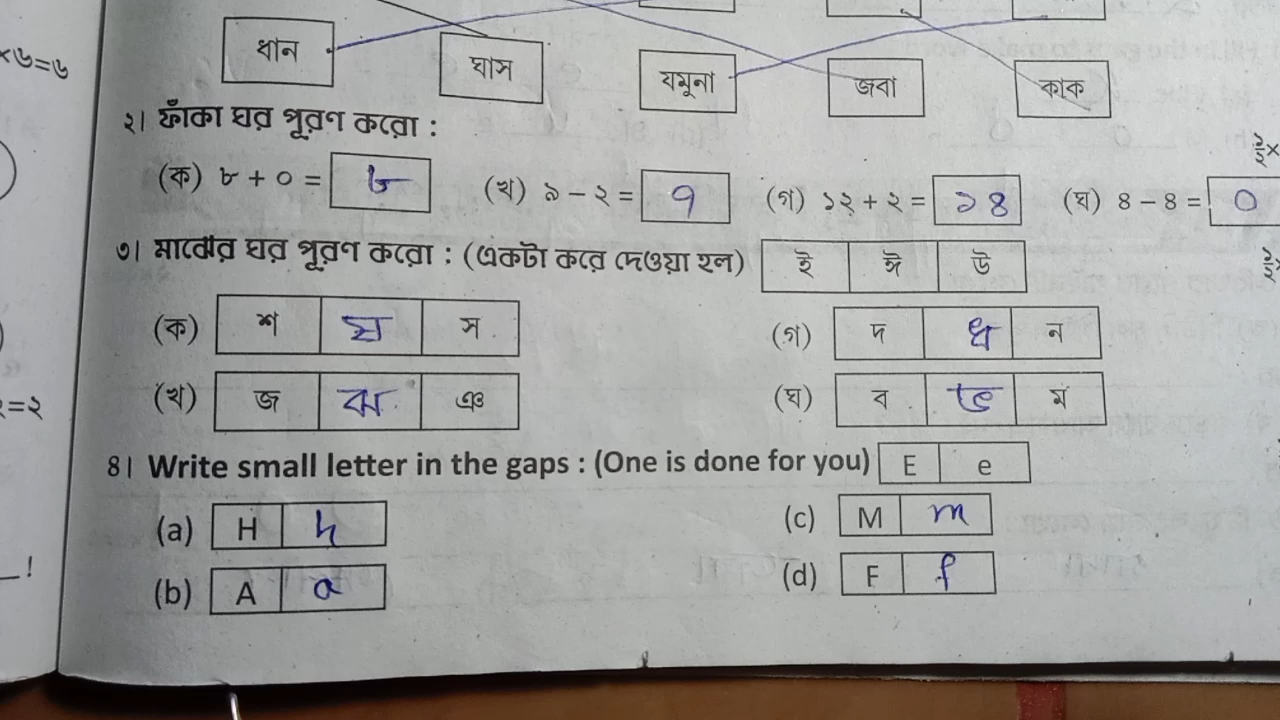 ×৬=৬
ধান ঘাস যমুনা জবা কাক
২। ফাঁকা ঘর পূরণ করো :
(ক) ৮ + ০ = ৮ (খ) ৯ – ২ = ৭ (গ) ১২ + ২ = ১৪ (ঘ) ৪ – ৪ = ০
৩। মাঝের ঘর পূরণ করো : (একটা করে দেওয়া হল) ই ঈ উ
(ক) শ ষ স (গ) দ ধ ন
(খ) জ ঝ ঞ (ঘ) ব ভ ম
২=২
৪। Write small letter in the gaps : (One is done for you) E e
(a) H h (c) M m
(b) A a (d) F f